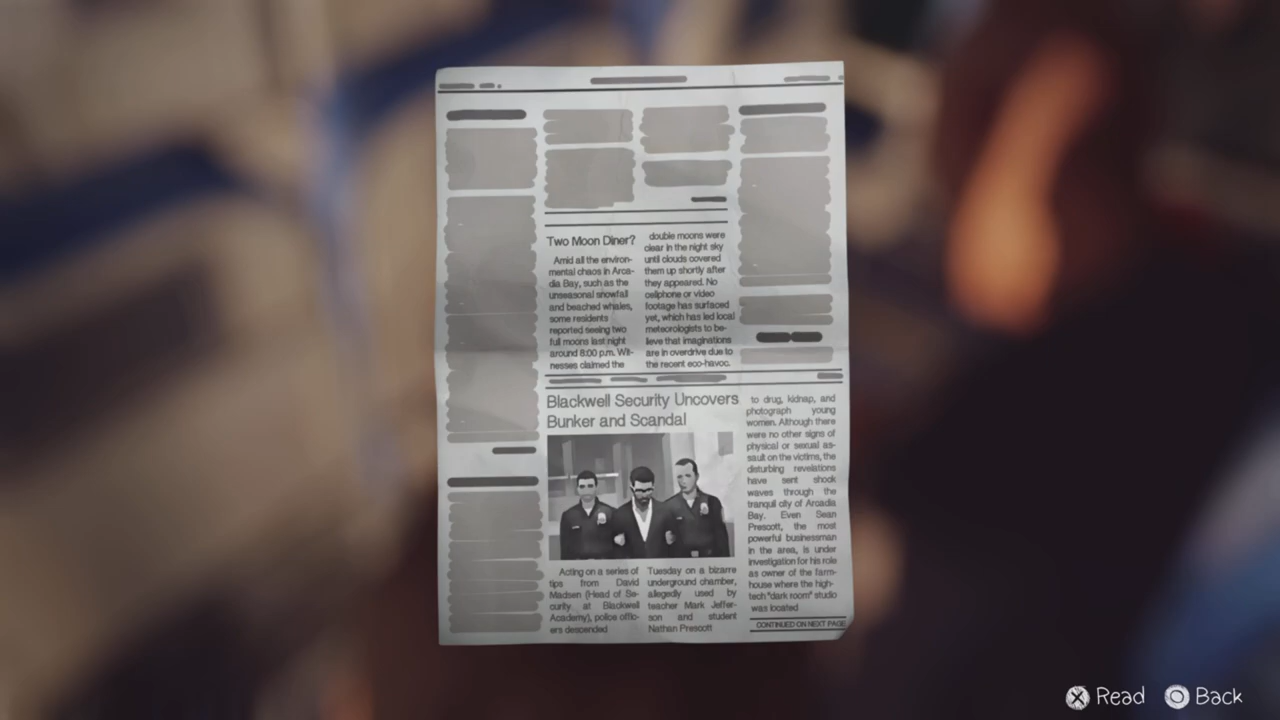 Two Moon Diner?
Amid all the environ-
mental chaos in Arca-
dia Bay, such as the
unseasonal snowfall
and beached whales,
some residents
reported seeing two
full moons last night
around 8:00 p.m. Wit-
nesses claimed the
double moons were
clear in the night sky
until clouds covered
them up shortly after
they appeared. No
cellphone or video
footage has surfaced
yet, which has led local
meteorologists to be-
lieve that imaginations
are in overdrive due to
the recent eco-havoc.
Blackwell Security Uncovers
Bunker and Scandal
Acting on a series of
tips from David
Madsen (Head of Se-
curity at Blackwell
Academy), police offic-
ers descended
Tuesday on a bizarre
underground chamber,
allegedly used by
teacher Mark Jeffer-
son and student
Nathan Prescott
to drug, kidnap, and
photograph young
women. Although there
were no other signs of
physical or sexual as-
sault on the victims, the
disturbing revelations
have sent shock
waves through the
tranquil city of Arcadia
Bay. Even Sean
Prescott, the most
powerful businessman
in the area, is under
investigation for his role
as owner of the farm-
house where the high-
tech "dark room" studio
was located
CONTINUED ON NEXT PAGE
Read
Back